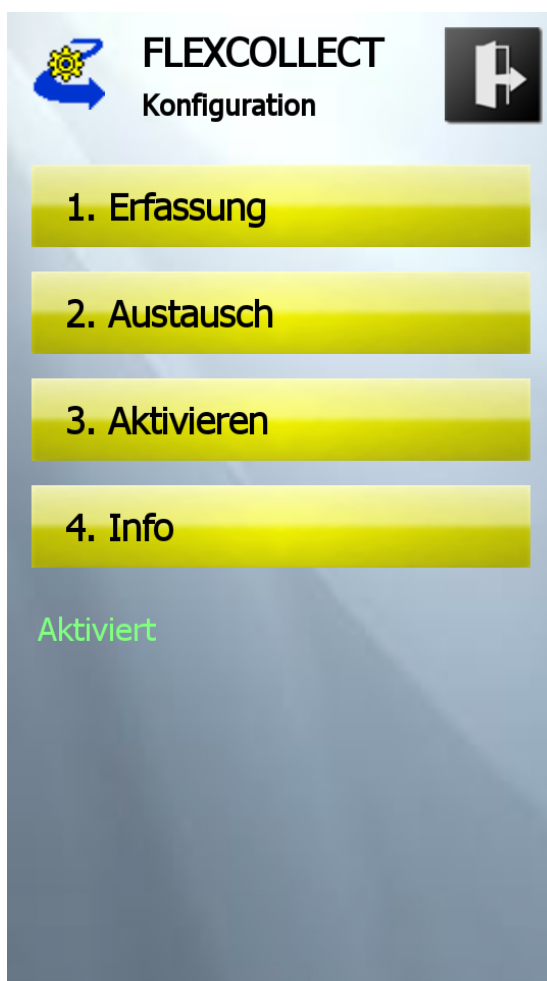 FLEXCOLLECT
Konfiguration
1. Erfassung
2. Austausch
3. Aktivieren
4. Info
Aktiviert